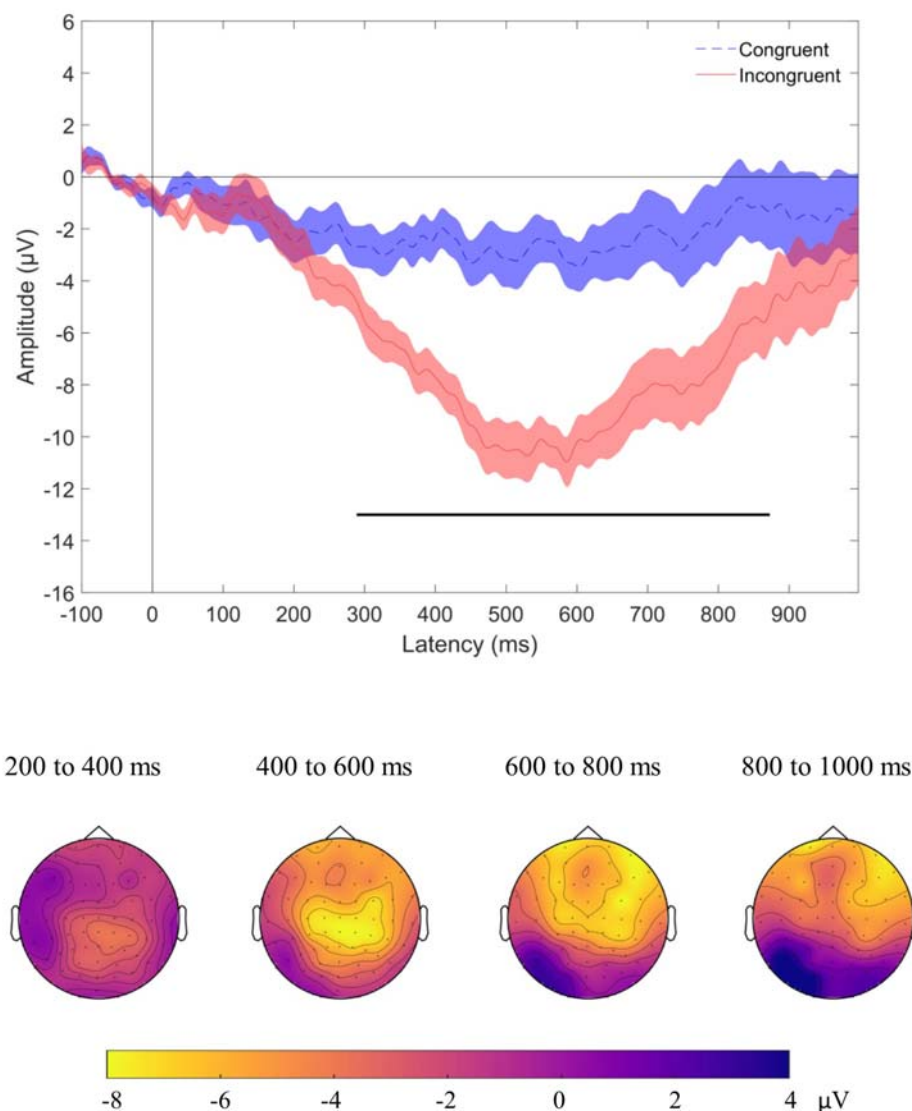 6
4
2
0
-2
-4
-6
-8
-10
-12
-14
-16
Amplitude (µV)
Congruent
Incongruent
-100 0 100 200 300 400 500 600 700 800 900
Latency (ms)
200 to 400 ms 400 to 600 ms 600 to 800 ms 800 to 1000 ms
-8 -6 -4 -2 0 2 4 µV